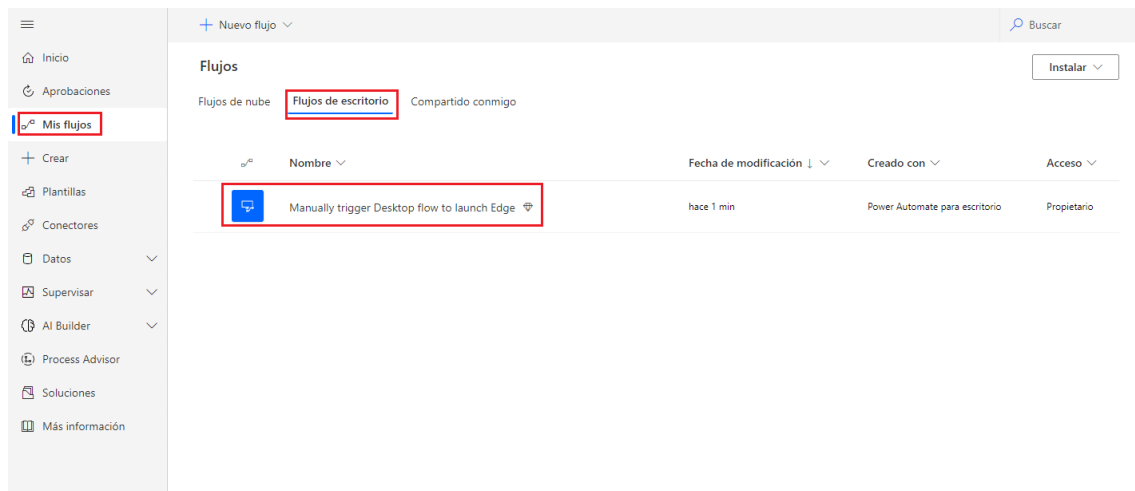 Nuevo flujo
Buscar
Inicio
Aprobaciones
Mis flujos
Crear
Plantillas
Conectores
Datos
Supervisar
AI Builder
Process Advisor
Soluciones
Más información
Flujos
Instalar
Flujos de nube Flujos de escritorio Compartido conmigo
Nombre Fecha de modificación ↓ Creado con Acceso
Manually trigger Desktop flow to launch Edge hace 1 min Power Automate para escritorio Propietario